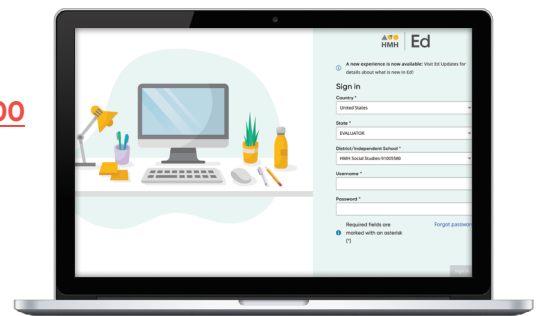 00
HMH Ed
A new experience is now available: Visit Ed Updates for
details about what is new in Ed!
Sign in
Country *
United States
State *
EVALUATOR
District/Independent School *
HMH Social Studies-91005588
Username *
Password *
Required fields are
marked with an asterisk
(*)
Forgot password